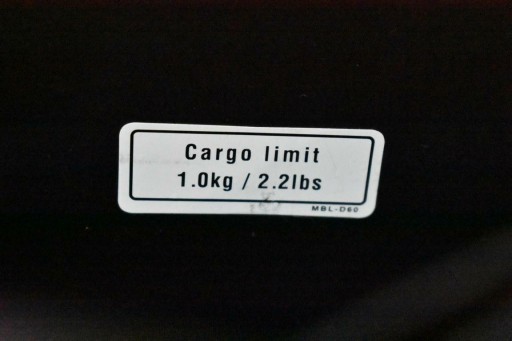 Cargo limit
1.0kg / 2.2lbs
MBL-D60